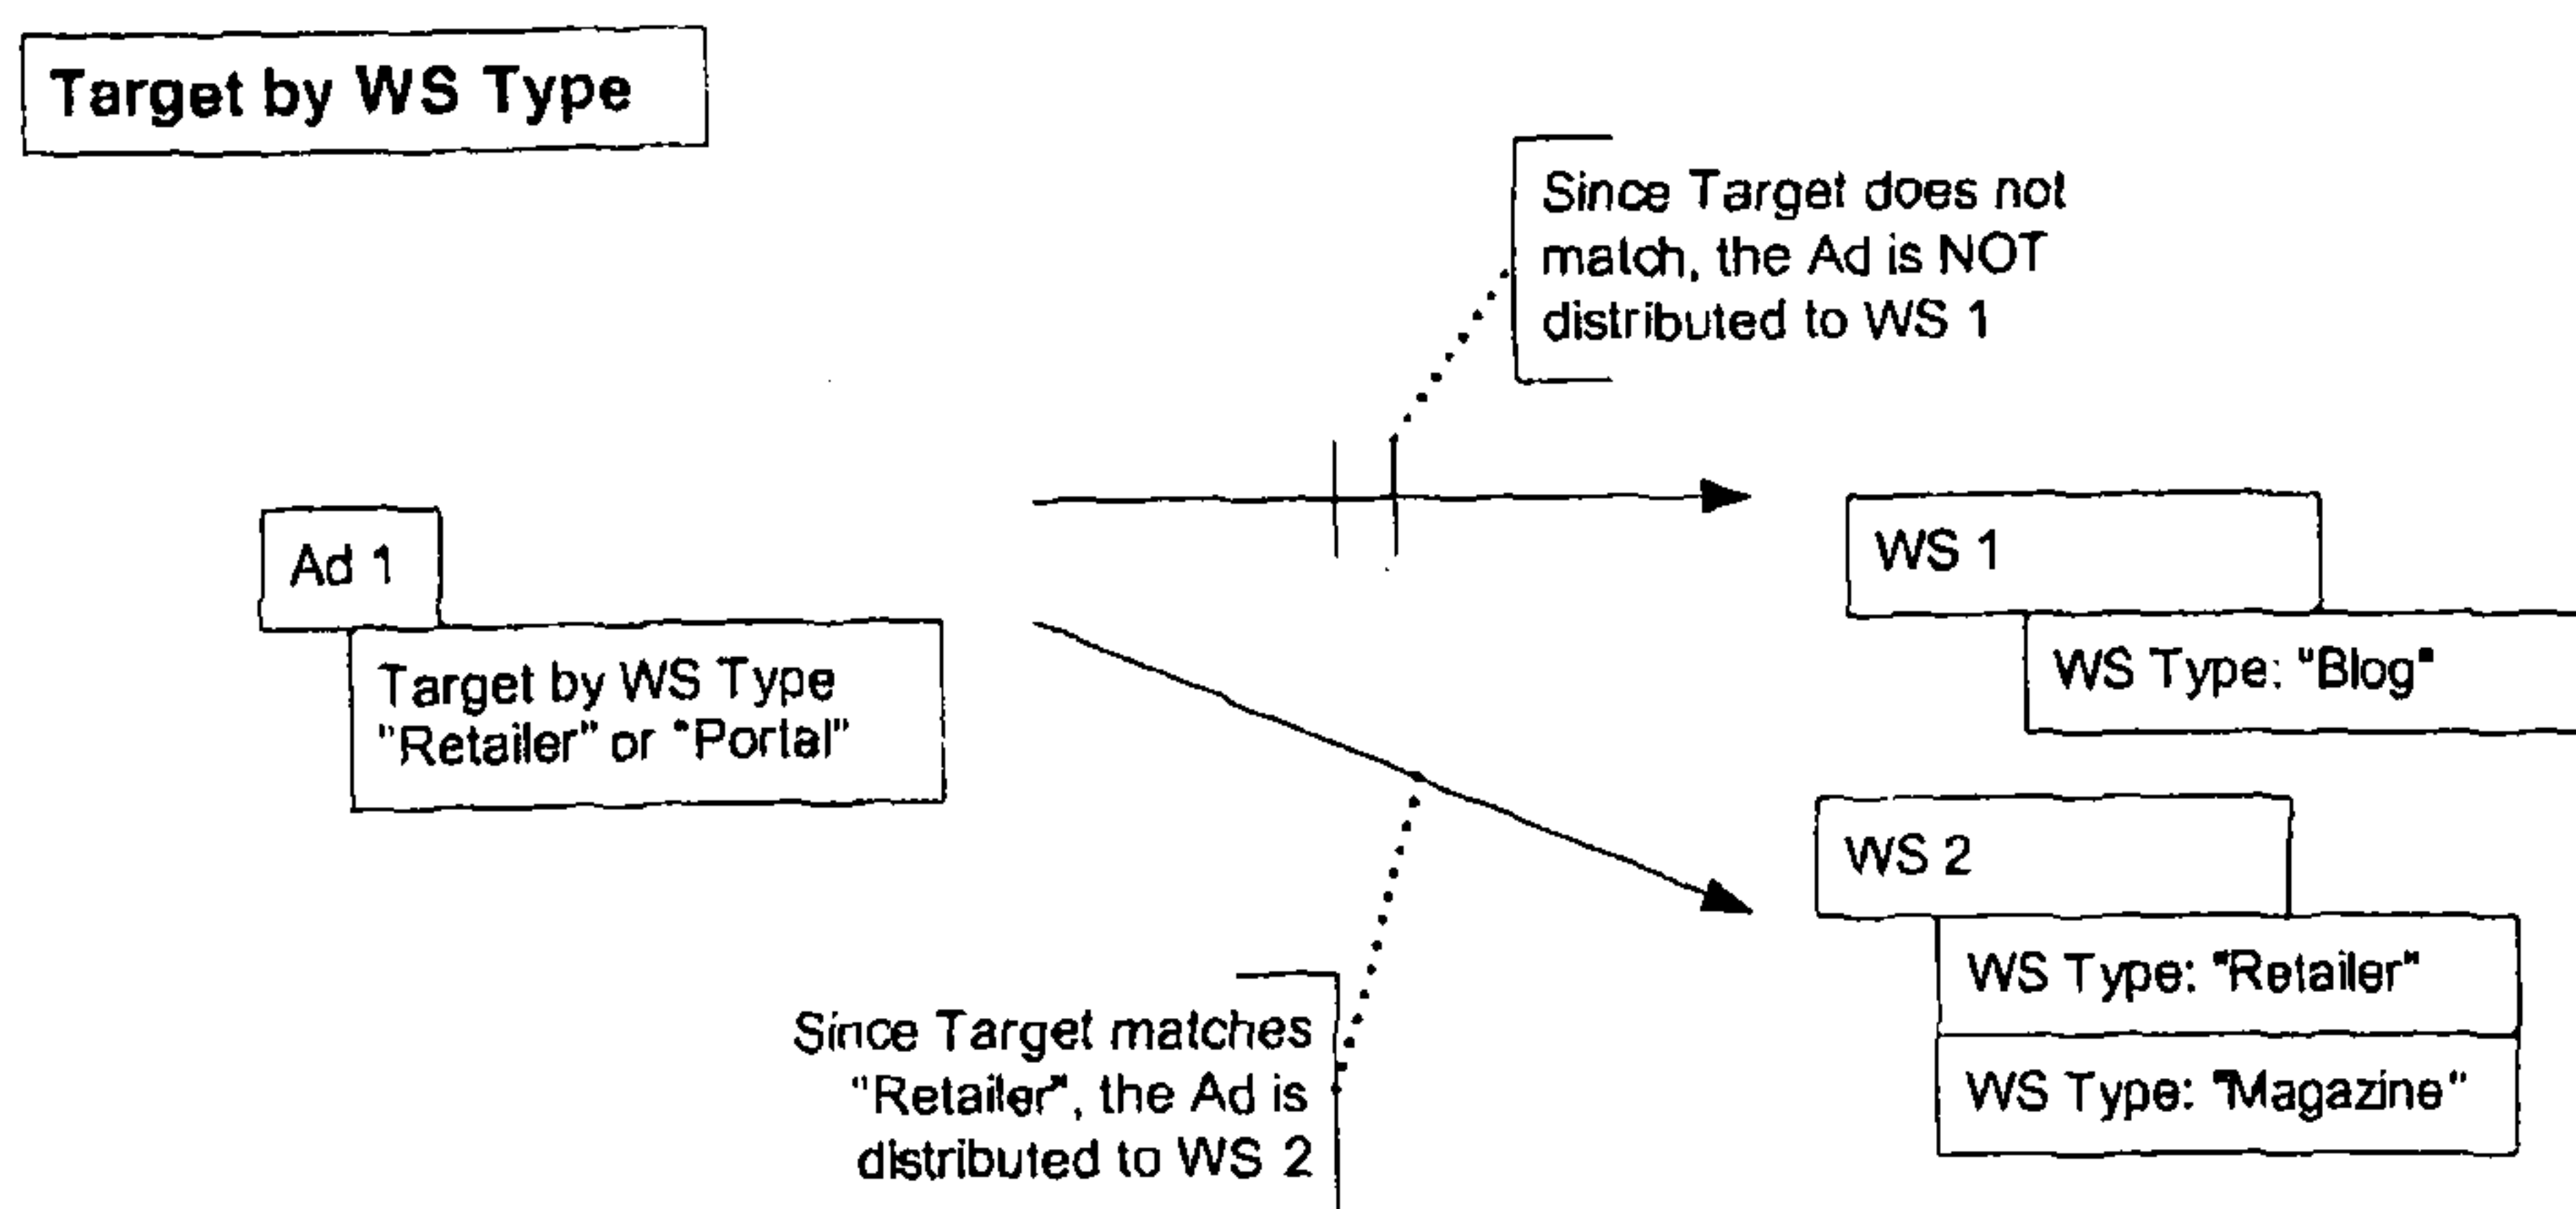 Target by WS Type
Since Target does not
match, the Ad is NOT
distributed to WS 1
Ad 1
Target by WS Type
"Retailer" or "Portal"
WS 1
WS Type: "Blog"
WS 2
WS Type: "Retailer"
WS Type: "Magazine"
Since Target matches
"Retailer", the Ad is
distributed to WS 2